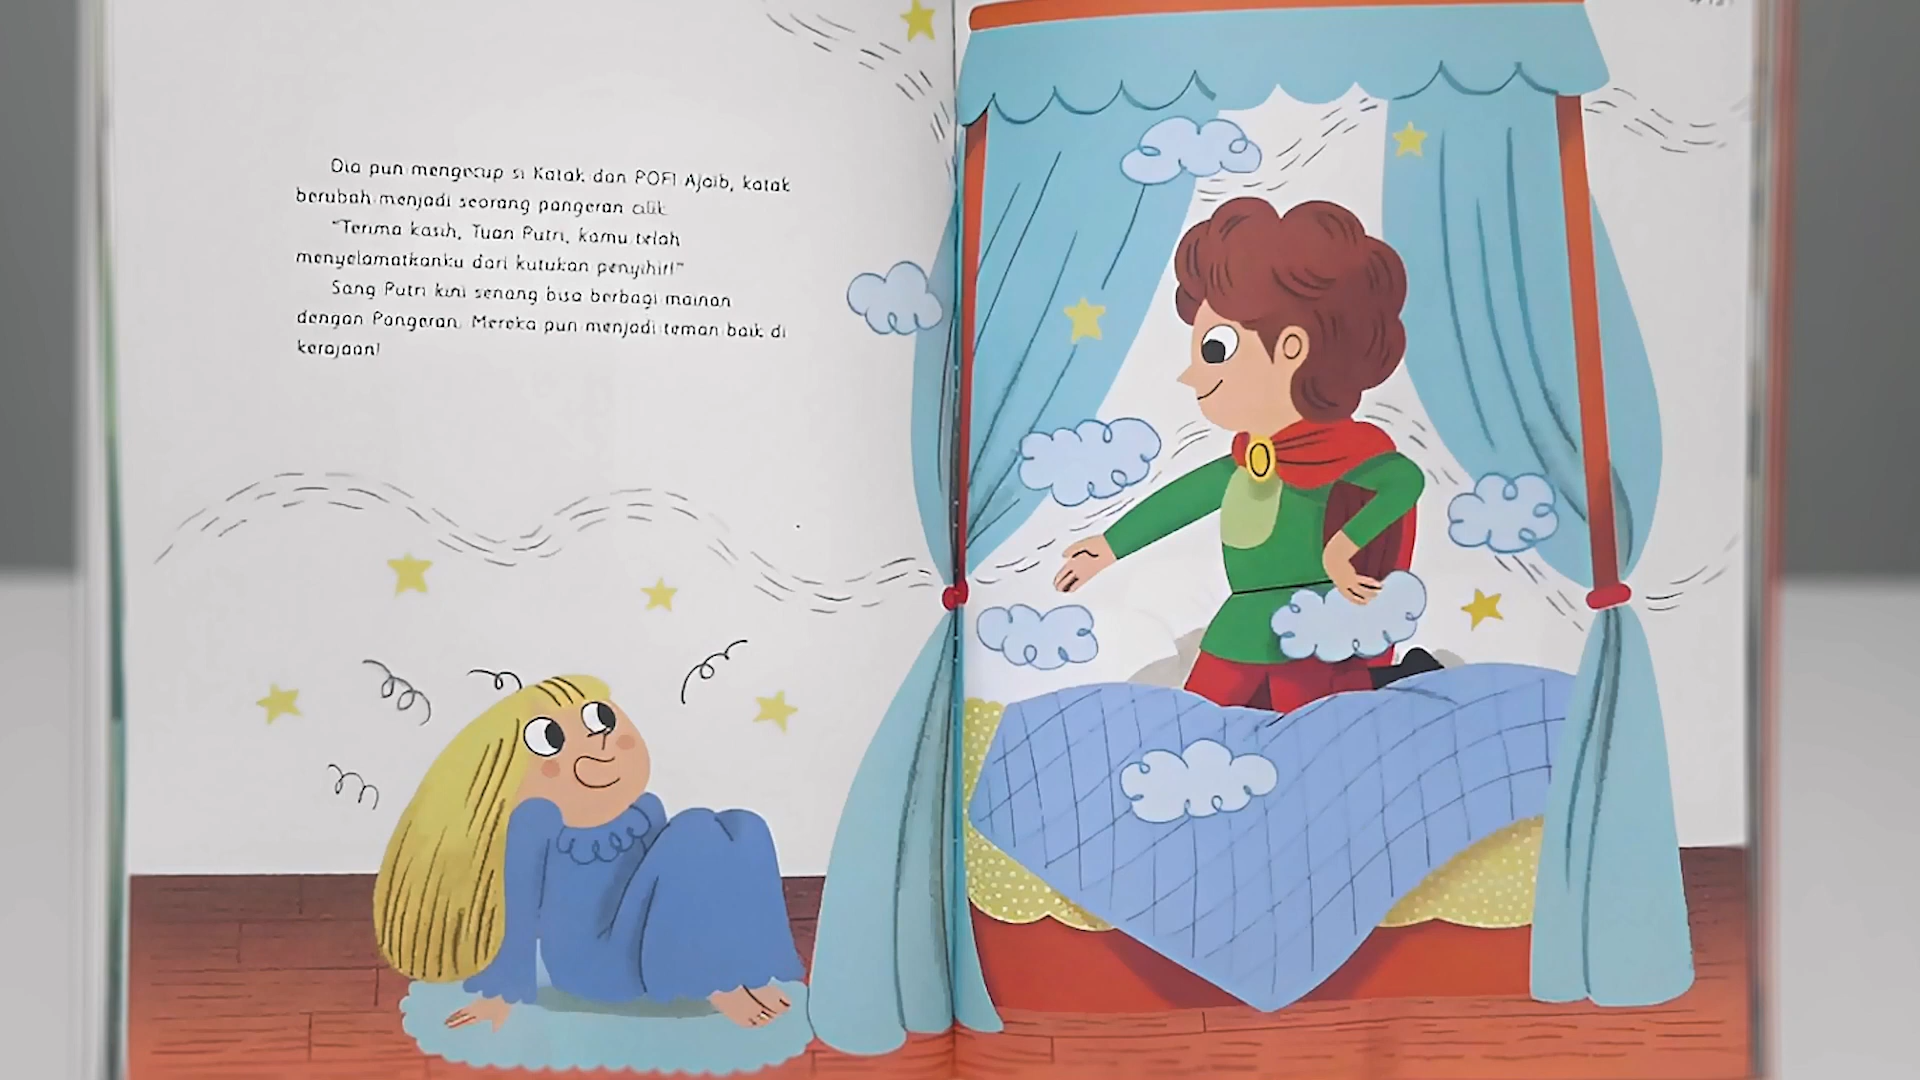 Dia pun mengecup si Katak dan POF! Ajaib, katak
berubah menjadi seorang pangeran cilik.
"Terima kasih, Tuan Putri, kamu telah
menyelamatkanku dari kutukan penyihir!"
Sang Putri kini senang bisa berbagi mainan
dengan Pangeran. Mereka pun menjadi teman baik di
kerajaan!